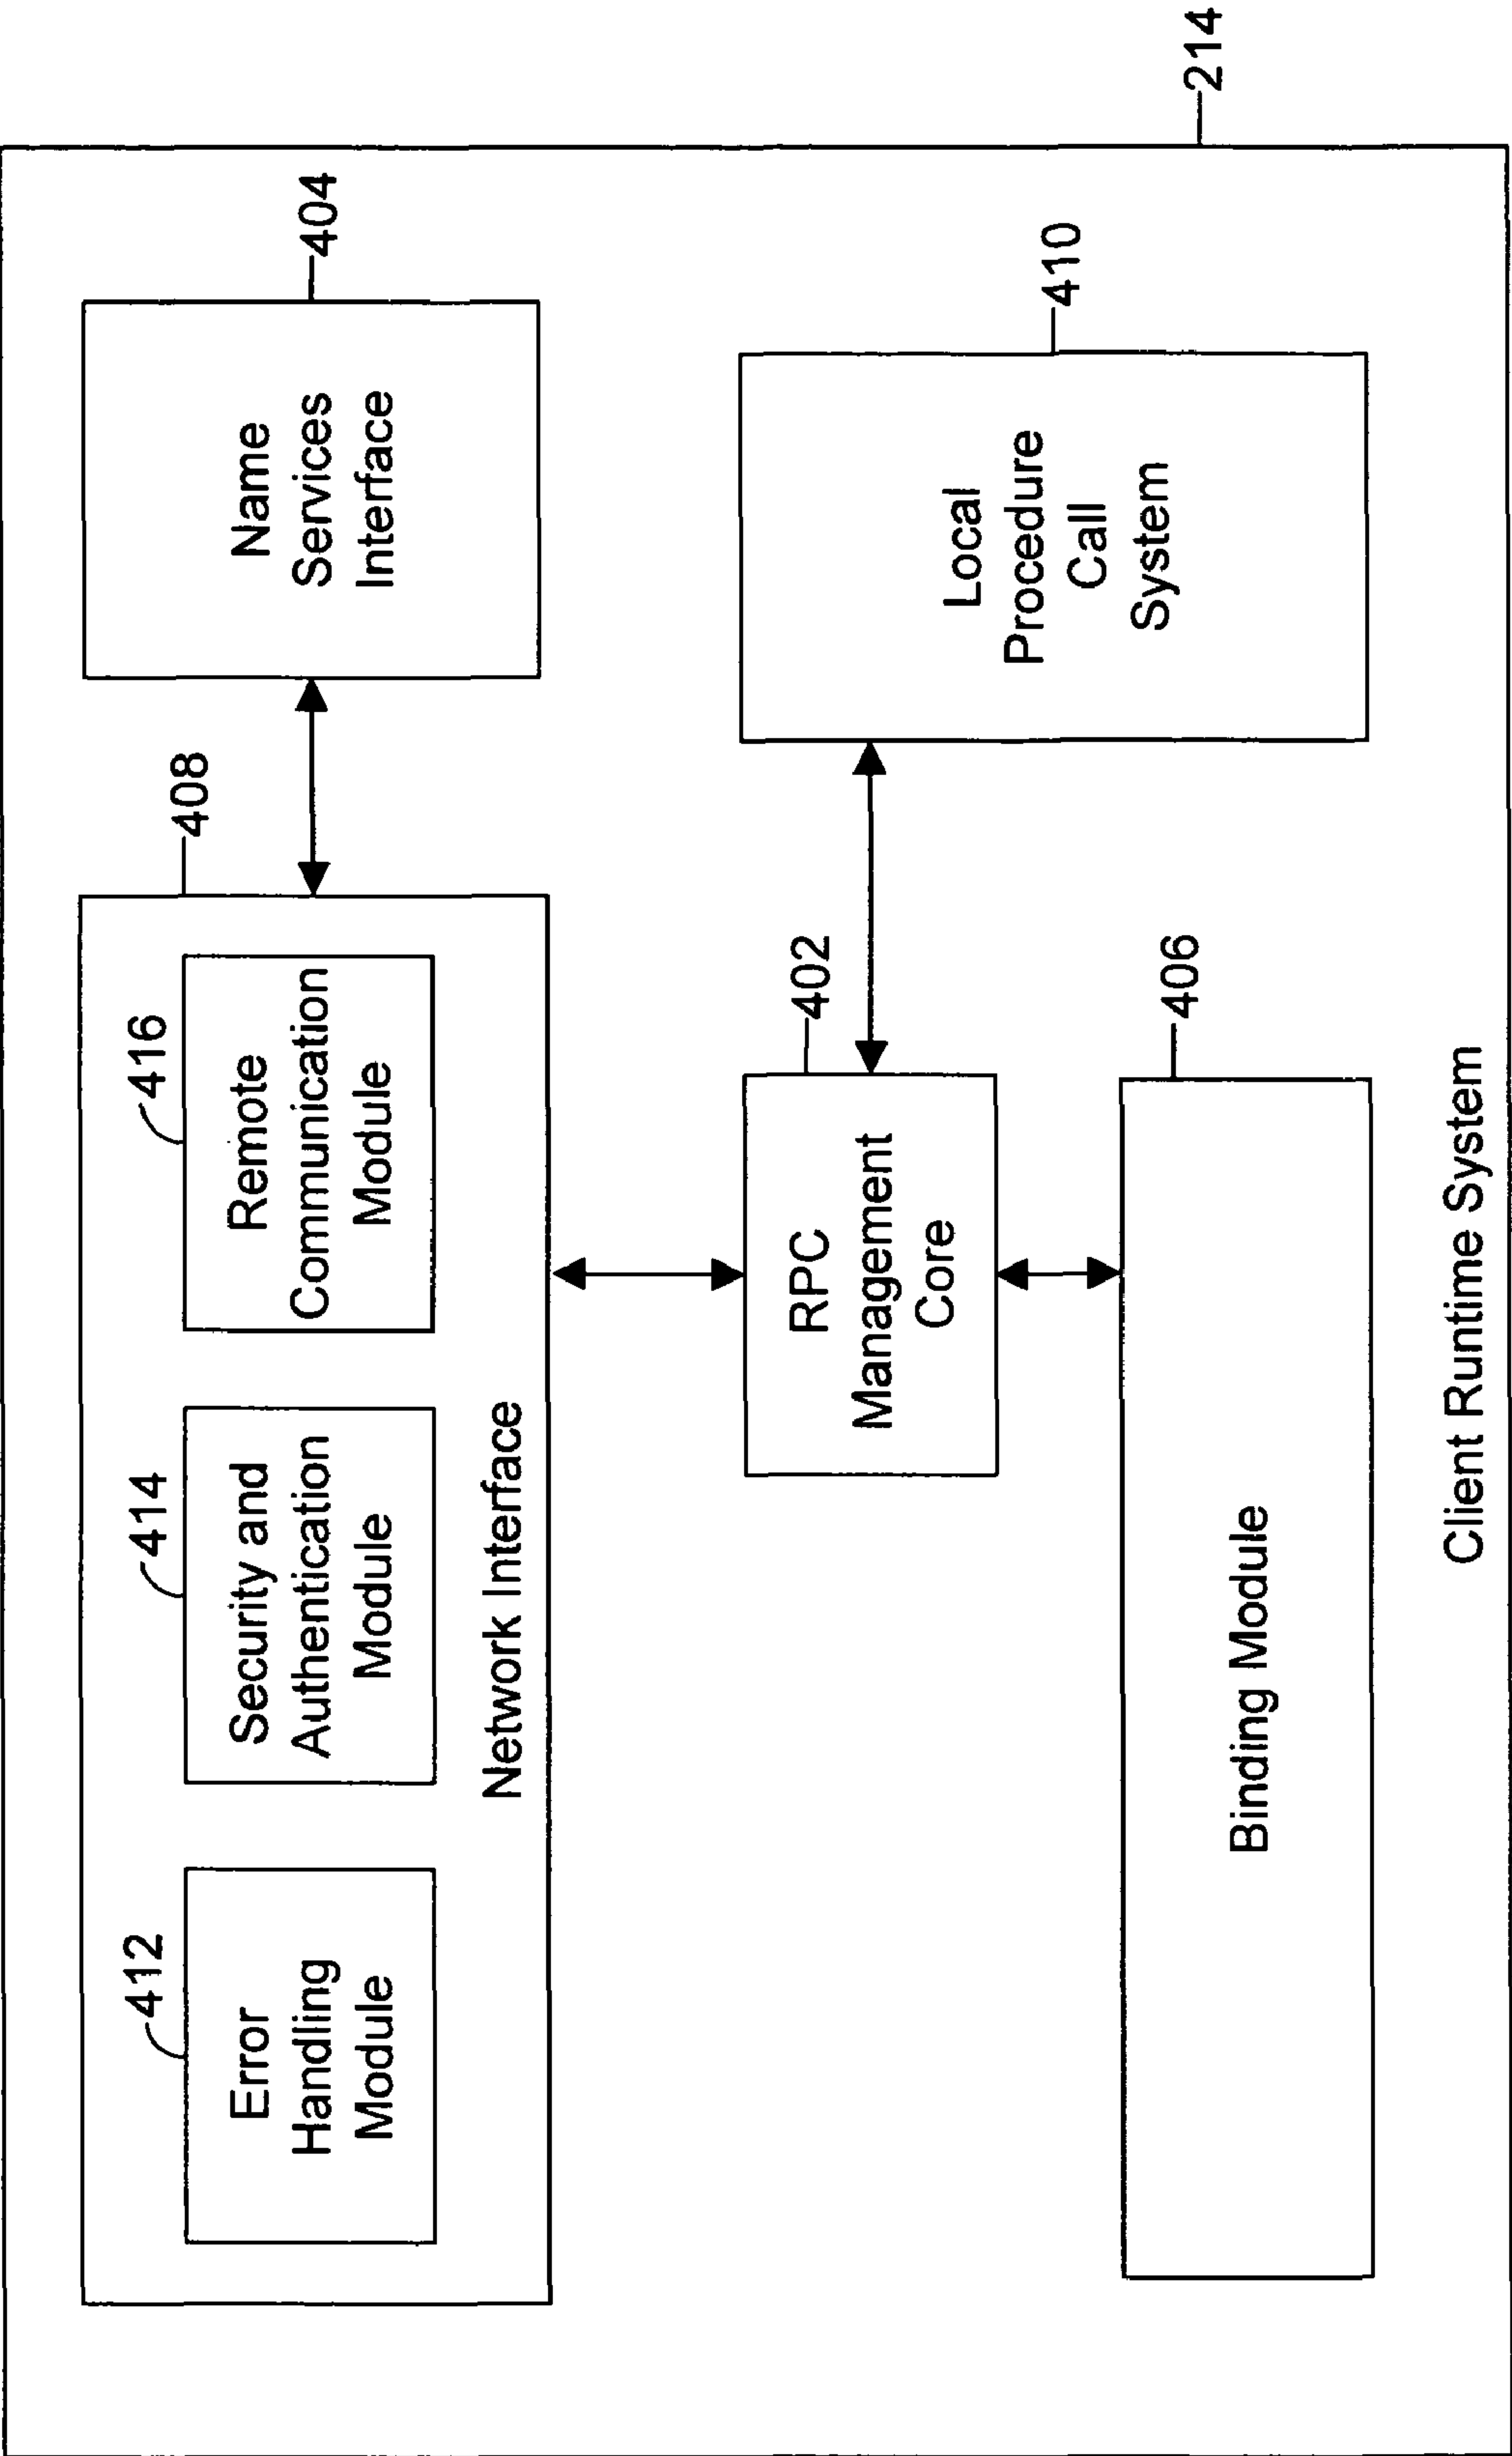 412
Error
Handling
Module
414
Security and
Authentication
Module
416
Remote
Communication
Module
Network Interface
408
Name
Services
Interface
404
RPC
Management
Core
402
Local
Procedure
Call
System
410
Binding Module
406
Client Runtime System
214